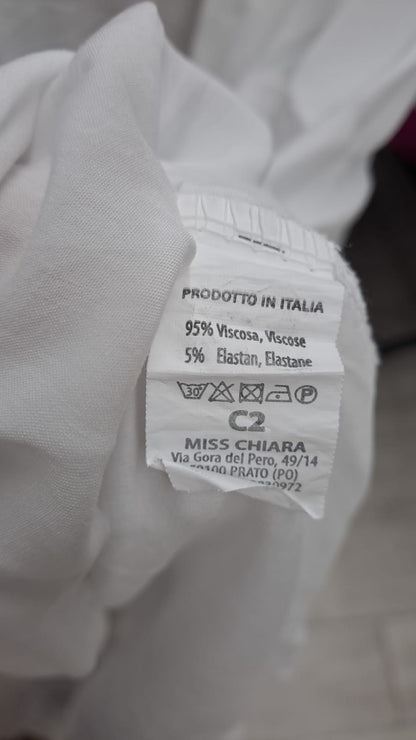 PRODOTTO IN ITALIA
95% Viscosa, Viscose
5% Elastan, Elastane
30°
P
C2
MISS CHIARA
Via Gora del Pero, 49/14
PRATO (PO)